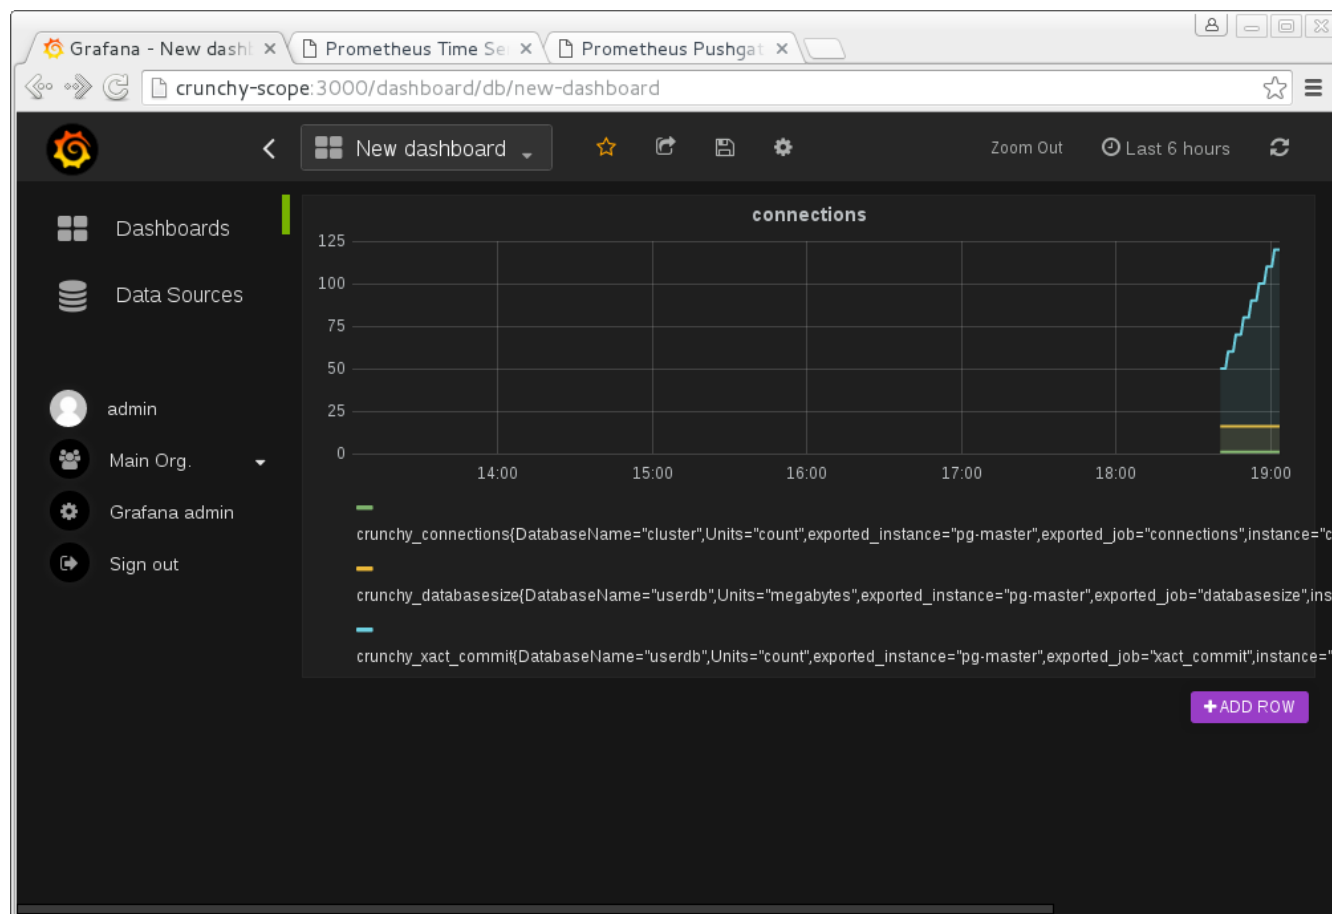 Grafana - New dash
Prometheus Time Se
Prometheus Pushgat
crunchy-scope:3000/dashboard/db/new-dashboard
New dashboard
Zoom Out
Last 6 hours
Dashboards
Data Sources
admin
Main Org.
Grafana admin
Sign out
connections
125
100
75
50
25
0
14:00
15:00
16:00
17:00
18:00
19:00
crunchy_connections{DatabaseName="cluster",Units="count",exported_instance="pg-master",exported_job="connections",instance="c
crunchy_databasesize{DatabaseName="userdb",Units="megabytes",exported_instance="pg-master",exported_job="databasesize",ins
crunchy_xact_commit{DatabaseName="userdb",Units="count",exported_instance="pg-master",exported_job="xact_commit",instance="
+ ADD ROW